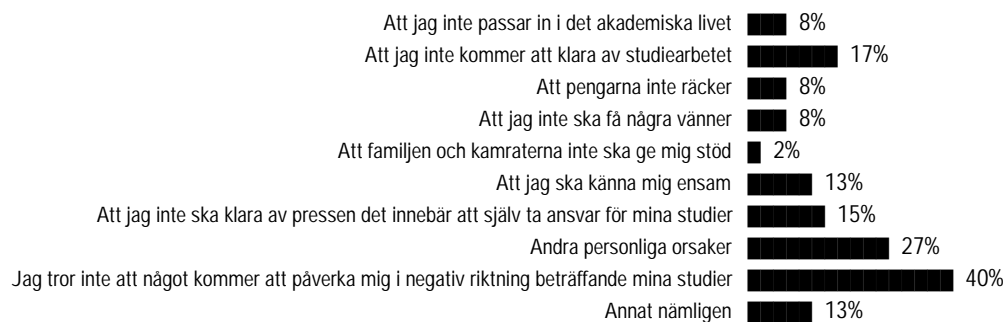 Att jag inte passar in i det akademiska livet 8%
Att jag inte kommer att klara av studiearbetet 17%
Att pengarna inte räcker 8%
Att jag inte ska få några vänner 8%
Att familjen och kamraterna inte ska ge mig stöd 2%
Att jag ska känna mig ensam 13%
Att jag inte ska klara av pressen det innebär att själv ta ansvar för mina studier 15%
Andra personliga orsaker 27%
Jag tror inte att något kommer att påverka mig i negativ riktning beträffande mina studier 40%
Annat nämligen 13%